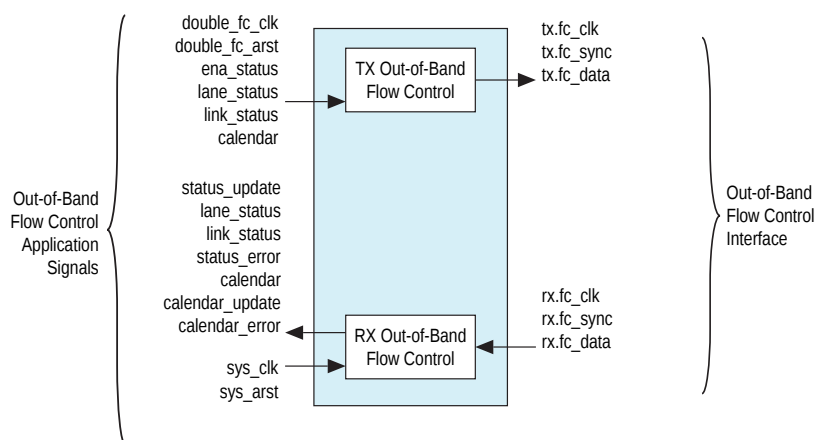 double_fc_clk
double_fc_arst
ena_status
lane_status
link_status
calendar
TX Out-of-Band
Flow Control
tx.fc_clk
tx.fc_sync
tx.fc_data
Out-of-Band
Flow Control
Application
Signals
status_update
lane_status
link_status
status_error
calendar
calendar_update
calendar_error
sys_clk
sys_arst
RX Out-of-Band
Flow Control
rx.fc_clk
rx.fc_sync
rx.fc_data
Out-of-Band
Flow Control
Interface